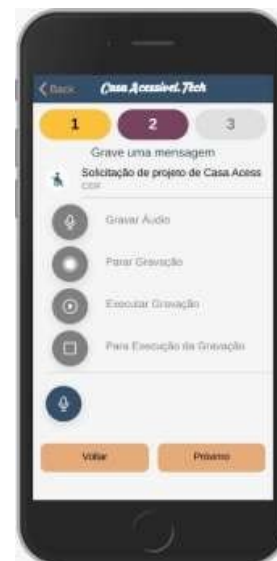 Back Casa Acessível.Tech
1 2 3
Grave uma mensagem
Solicitação de projeto de Casa Acess
Gravar Áudio
Parar Gravação
Executar Gravação
Para Execução da Gravação
Voltar Próximo